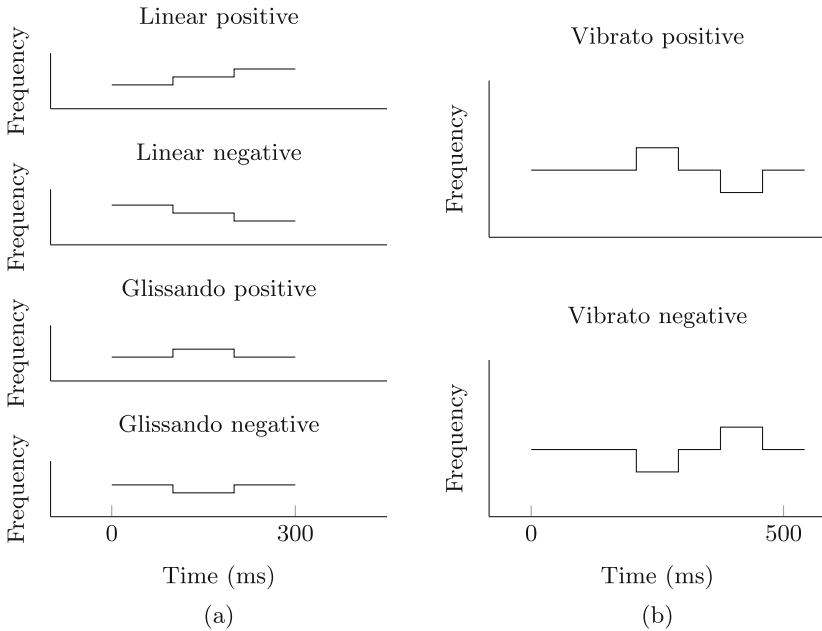 Linear positive
Frequency
Linear negative
Frequency
Glissando positive
Frequency
Glissando negative
Frequency
0 300
Time (ms)
(a)
Vibrato positive
Frequency
Vibrato negative
Frequency
0 500
Time (ms)
(b)